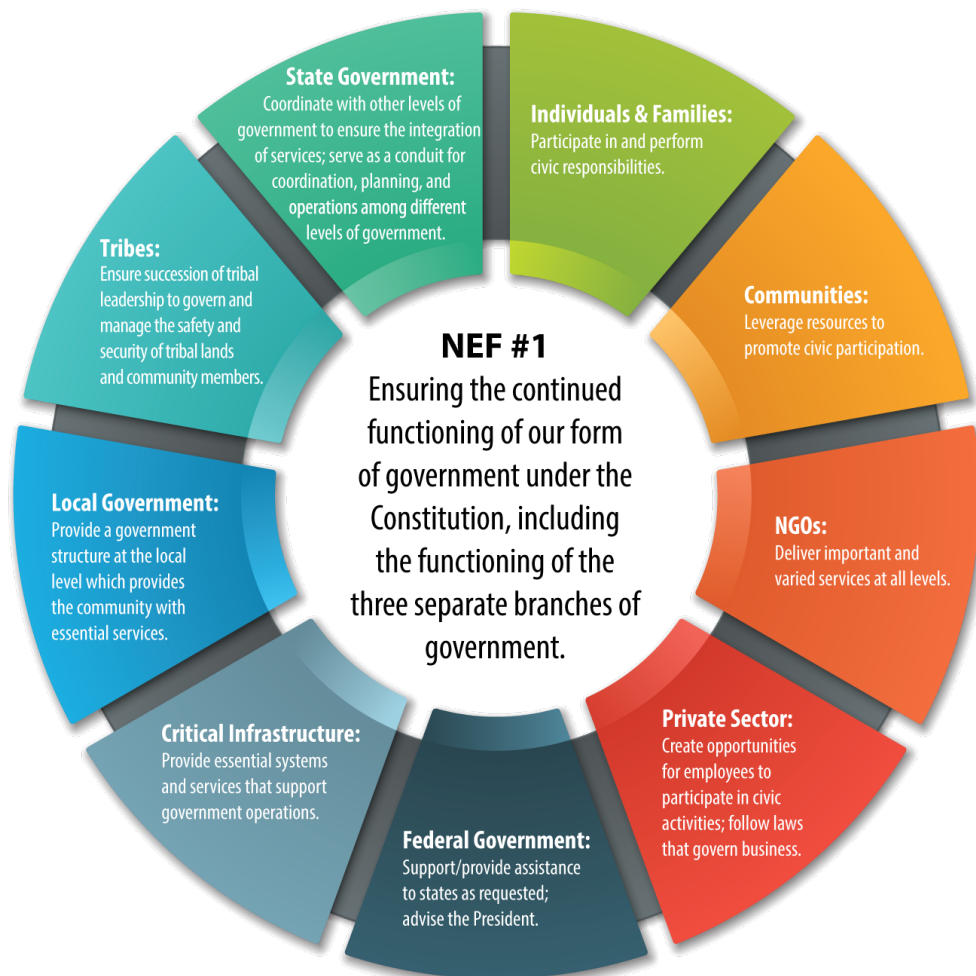 State Government:
Coordinate with other levels of
government to ensure the integration
of services; serve as a conduit for
coordination, planning, and
operations among different
levels of government.
Individuals & Families:
Participate in and perform
civic responsibilities.
Communities:
Leverage resources to
promote civic participation.
NGOs:
Deliver important and
varied services at all levels.
Private Sector:
Create opportunities
for employees to
participate in civic
activities; follow laws
that govern business.
Federal Government:
Support/provide assistance
to states as requested;
advise the President.
Critical Infrastructure:
Provide essential systems
and services that support
government operations.
Local Government:
Provide a government
structure at the local
level which provides
the community with
essential services.
Tribes:
Ensure succession of tribal
leadership to govern and
manage the safety and
security of tribal lands
and community members.
NEF #1
Ensuring the continued
functioning of our form
of government under the
Constitution, including
the functioning of the
three separate branches of
government.